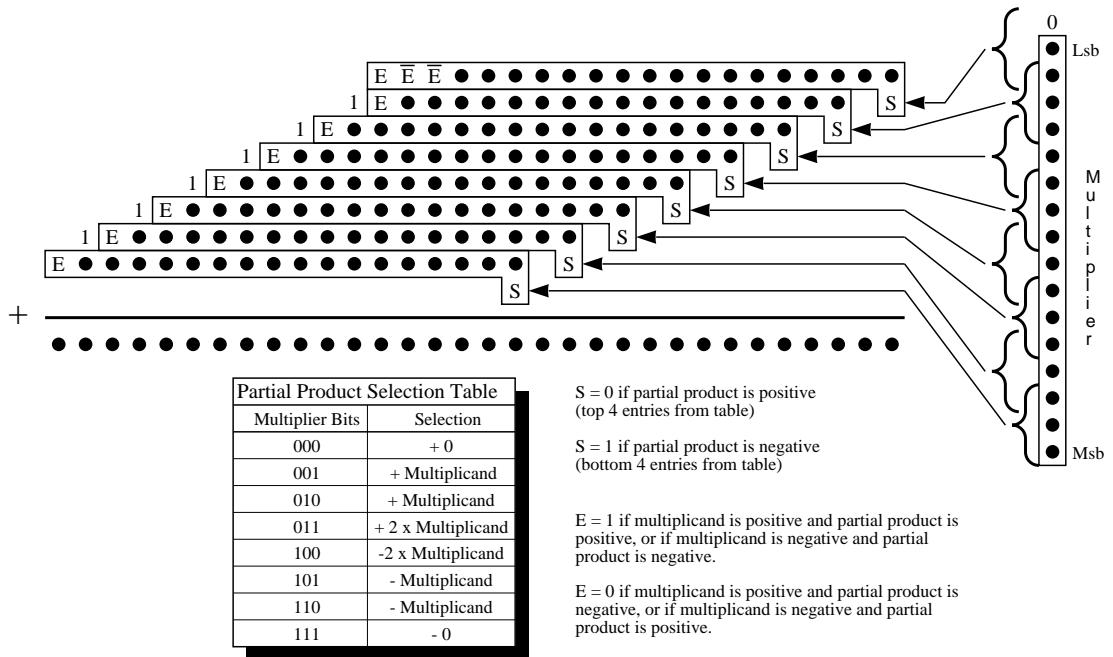 0
Lsb
E E̅ E̅
S
1 E
S
1 E
S
1 E
S
1 E
S
1 E
S
1 E
S
E
S
+
Multiplier
Msb
Partial Product Selection Table
Multiplier Bits Selection
000 + 0
001 + Multiplicand
010 + Multiplicand
011 + 2 x Multiplicand
100 -2 x Multiplicand
101 - Multiplicand
110 - Multiplicand
111 - 0
S = 0 if partial product is positive
(top 4 entries from table)
S = 1 if partial product is negative
(bottom 4 entries from table)
E = 1 if multiplicand is positive and partial product is
positive, or if multiplicand is negative and partial
product is negative.
E = 0 if multiplicand is positive and partial product is
negative, or if multiplicand is negative and partial
product is positive.